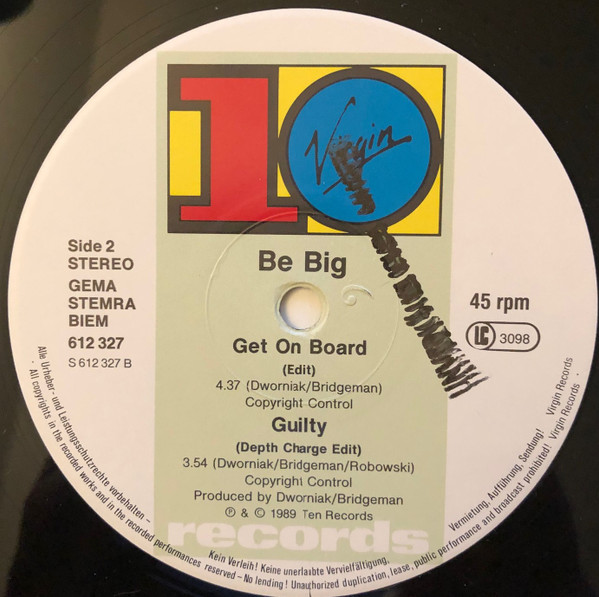 10
Virgin
Side 2
STEREO
GEMA
STEMRA
BIEM
612 327
S 612 327 B
Be Big
45 rpm
LC 3098
Get On Board
(Edit)
4.37 (Dworniak/Bridgeman)
Copyright Control
Guilty
(Depth Charge Edit)
3.54 (Dworniak/Bridgeman/Robowski)
Copyright Control
Produced by Dworniak/Bridgeman
℗ & © 1989 Ten Records
records
Alle Urheber- und Leistungsschutzrechte vorbehalten – Kein Verleih! Keine unerlaubte Vervielfältigung, Vermietung, Aufführung, Sendung! Virgin Records
· All copyrights in the recorded works and in the recorded performances reserved – No lending! Unauthorized duplication, lease, public performance and broadcast prohibited! Virgin Records ·